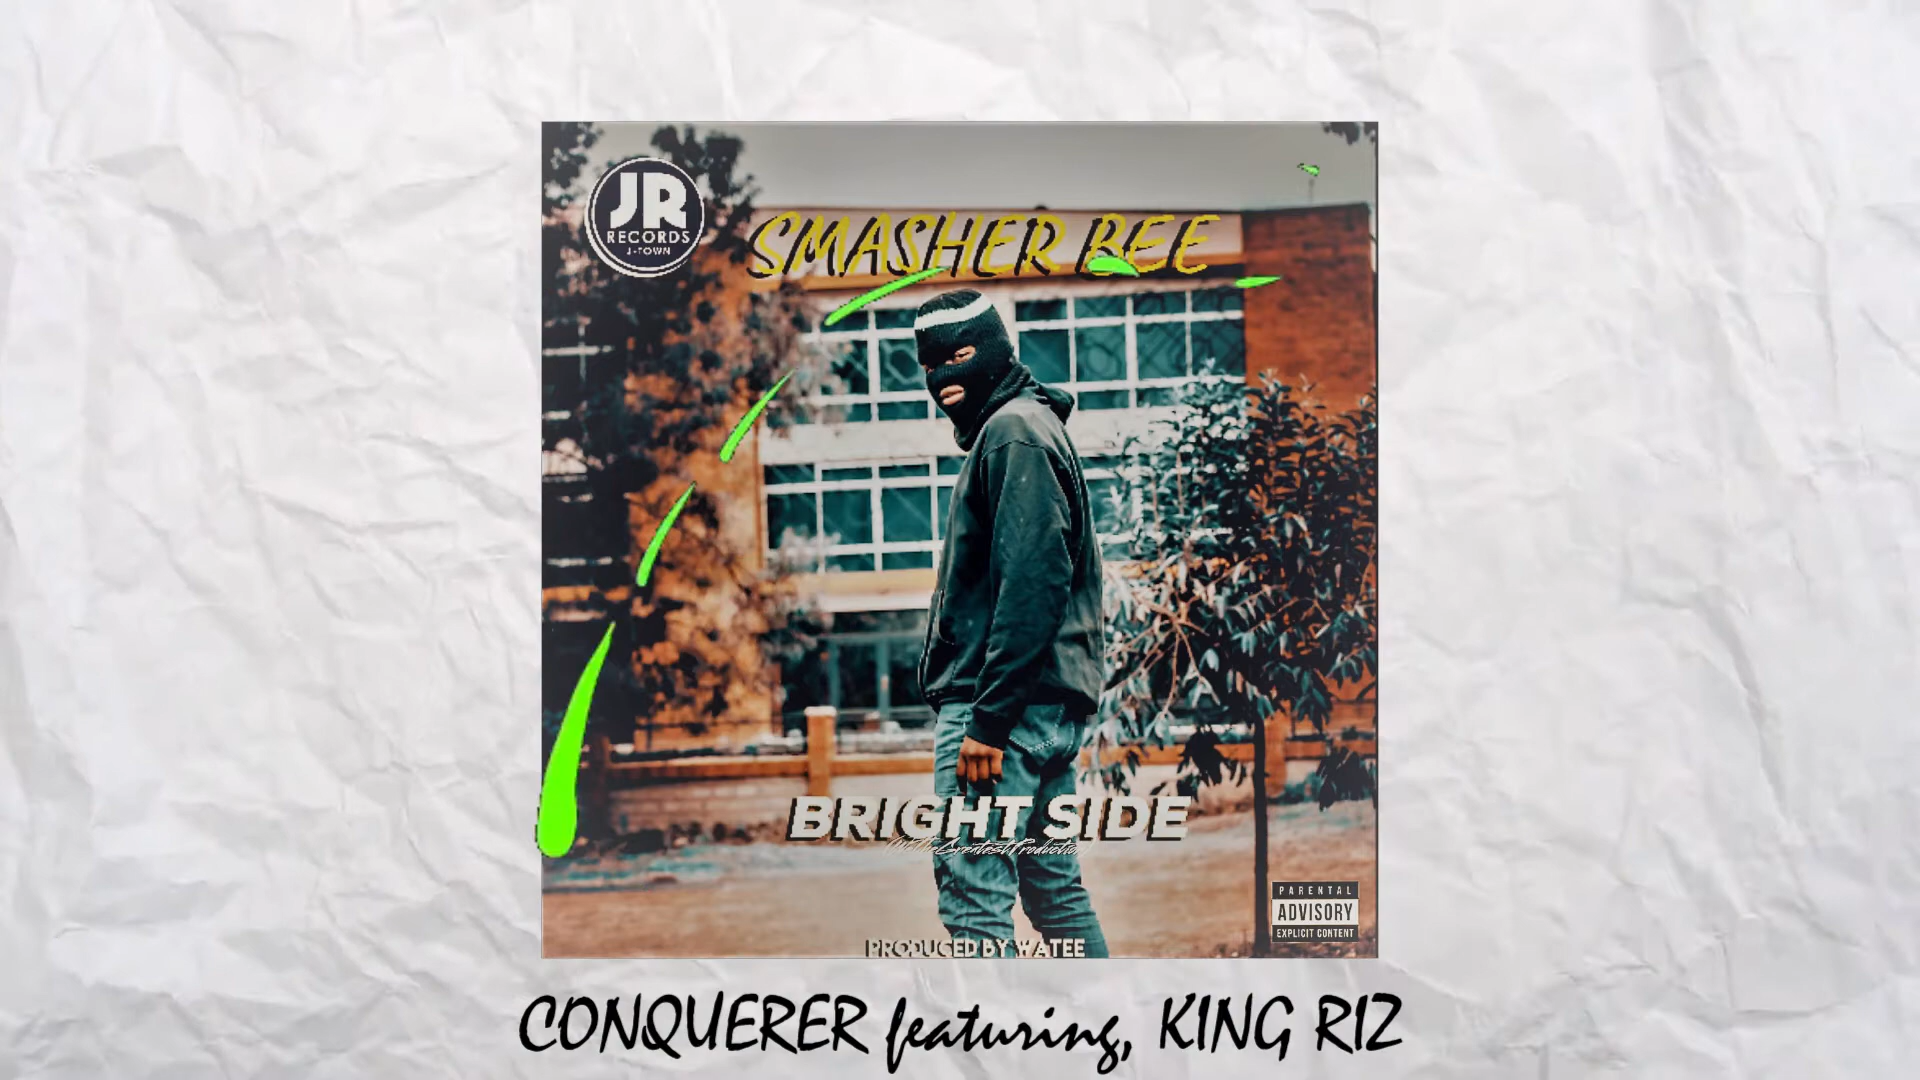 JR
RECORDS
J-TOWN
SMASHER BEE
BRIGHT SIDE
PRODUCED BY WATEE
PARENTAL
ADVISORY
EXPLICIT CONTENT
CONQUERER featuring, KING RIZ